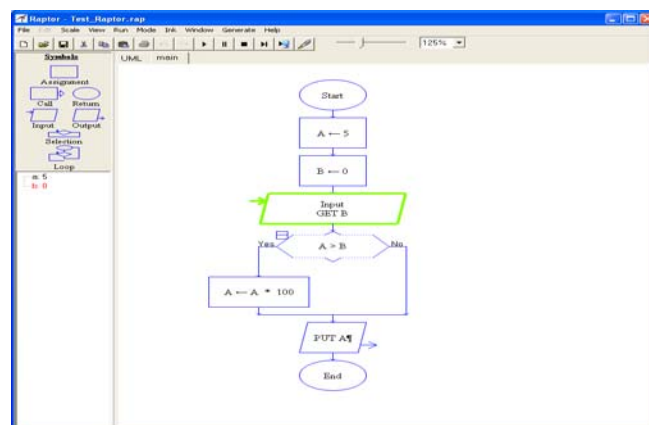 Raptor - Test_Raptor.rap
File Edit Scale View Run Mode Ink Window Generate Help
125%
Symbols
Assignment
Call Return
Input Output
Selection
Loop
a: 5
b: 0
UML main
Start
A ← 5
B ← 0
Input
GET B
Yes A > B No
A ← A * 100
PUT A¶
End